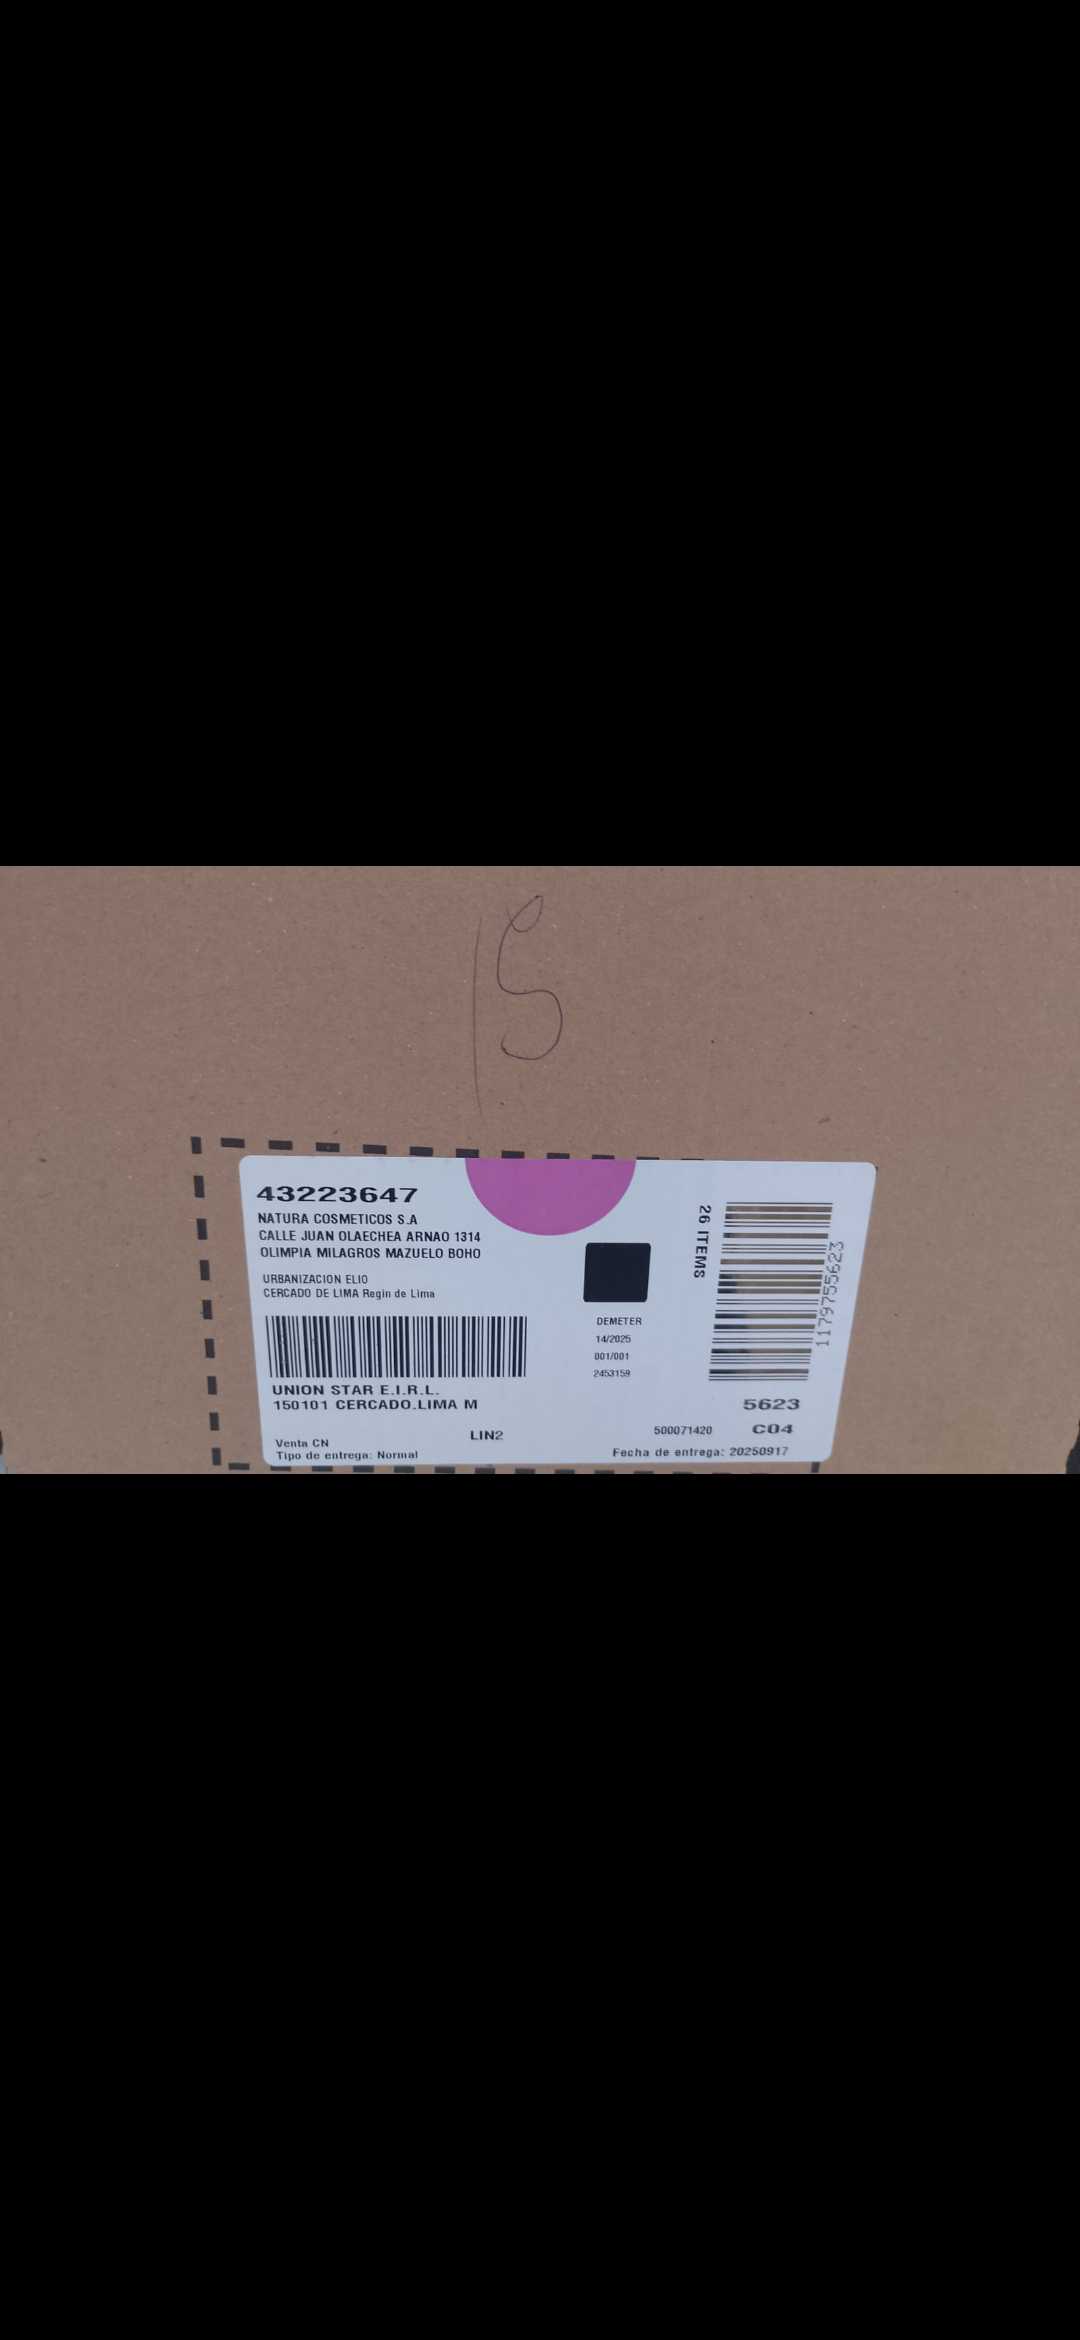 15
43223647
NATURA COSMETICOS S.A
CALLE JUAN OLAECHEA ARNAO 1314
OLIMPIA MILAGROS MAZUELO BOHO
URBANIZACION ELIO
CERCADO DE LIMA Regin de Lima
UNION STAR E.I.R.L.
150101 CERCADO.LIMA M
LIN2
Venta CN
Tipo de entrega: Normal
DEMETER
14/2025
001/001
2453159
26 ITEMS
1179755623
5623
500071420 C04
Fecha de entrega: 20250917